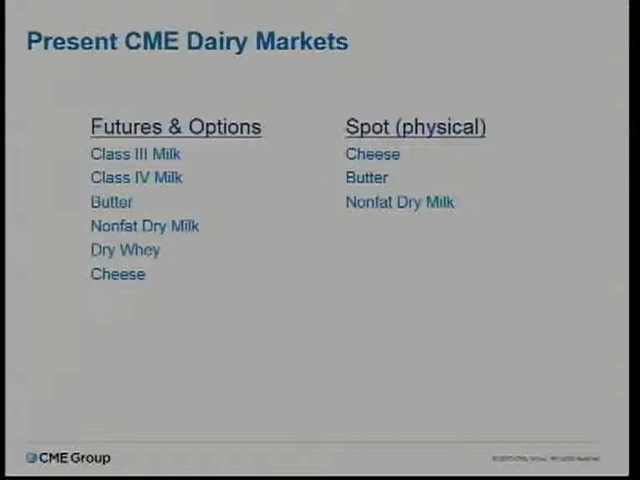 Present CME Dairy Markets
Futures & Options
Class III Milk
Class IV Milk
Butter
Nonfat Dry Milk
Dry Whey
Cheese
Spot (physical)
Cheese
Butter
Nonfat Dry Milk
CME Group